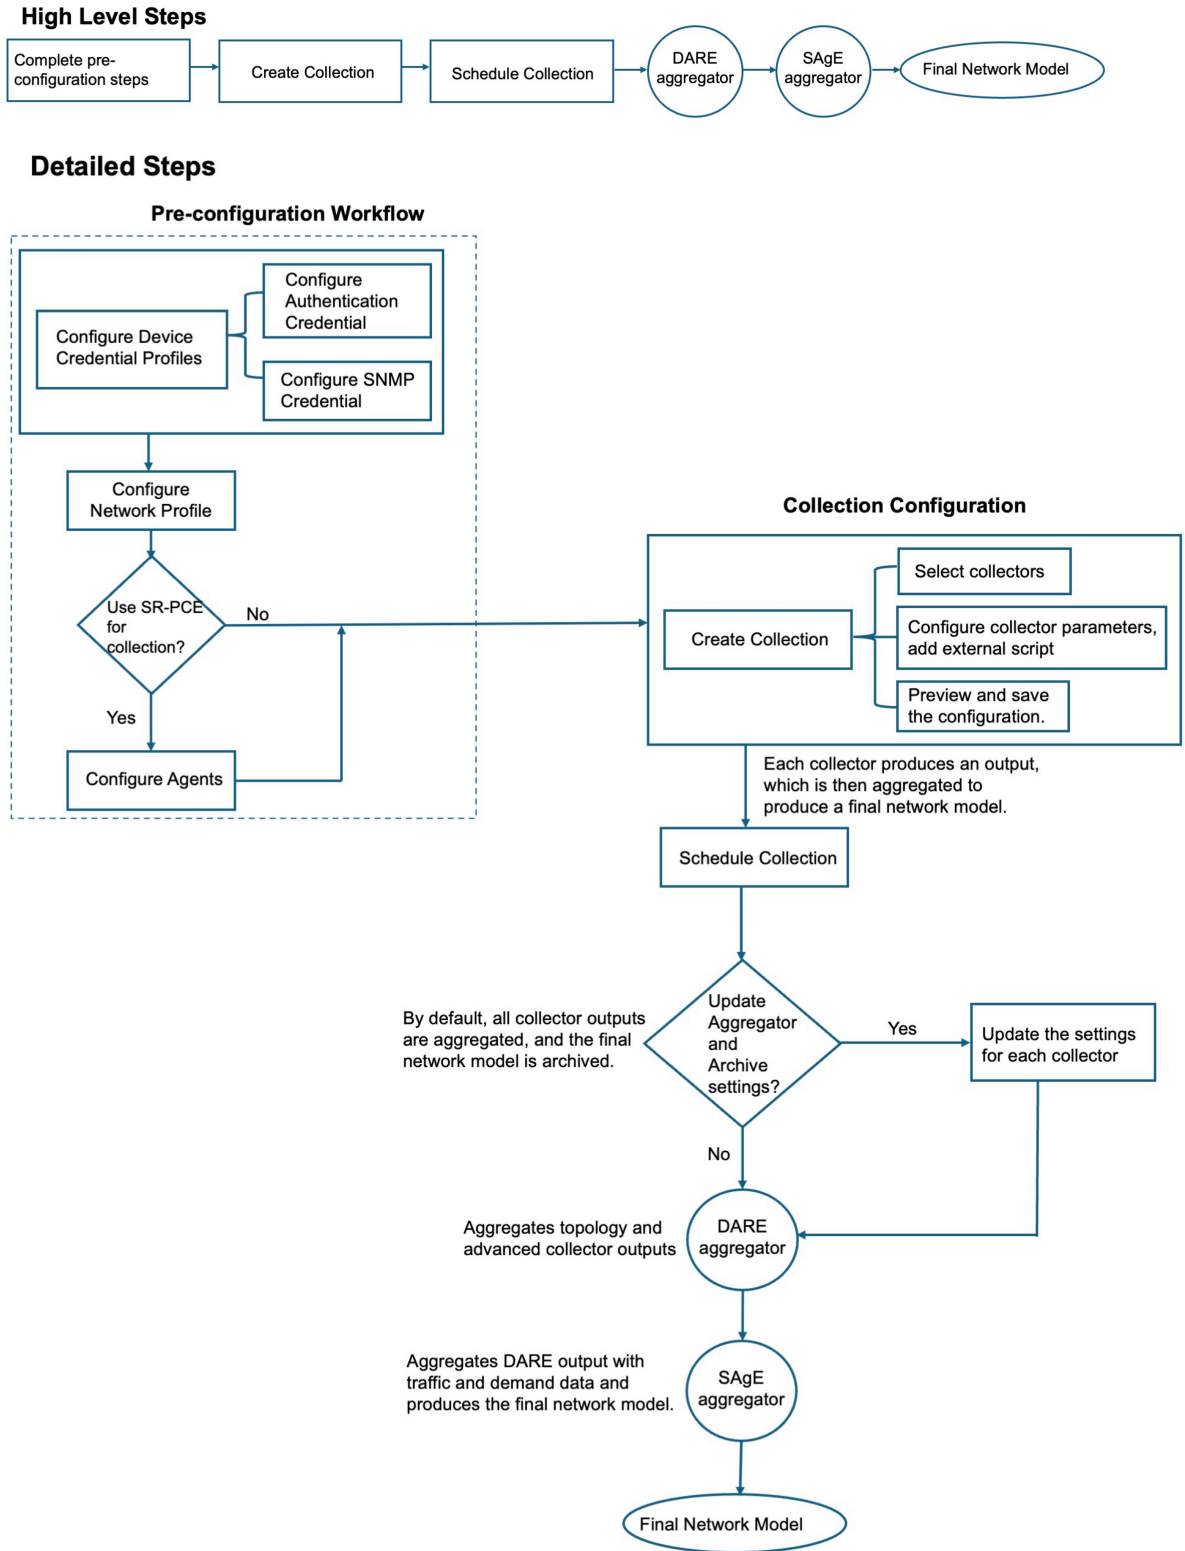 High Level Steps
Complete pre-
configuration steps
Create Collection
Schedule Collection
DARE
aggregator
SAgE
aggregator
Final Network Model
Detailed Steps
Pre-configuration Workflow
Configure
Authentication
Credential
Configure Device
Credential Profiles
Configure SNMP
Credential
Configure
Network Profile
Use SR-PCE
for
collection?
No
Yes
Configure Agents
Collection Configuration
Select collectors
Create Collection
Configure collector parameters,
add external script
Preview and save
the configuration.
Each collector produces an output,
which is then aggregated to
produce a final network model.
Schedule Collection
By default, all collector outputs
are aggregated, and the final
network model is archived.
Update
Aggregator
and
Archive
settings?
Yes
Update the settings
for each collector
No
Aggregates topology and
advanced collector outputs
DARE
aggregator
Aggregates DARE output with
traffic and demand data and
produces the final network model.
SAgE
aggregator
Final Network Model